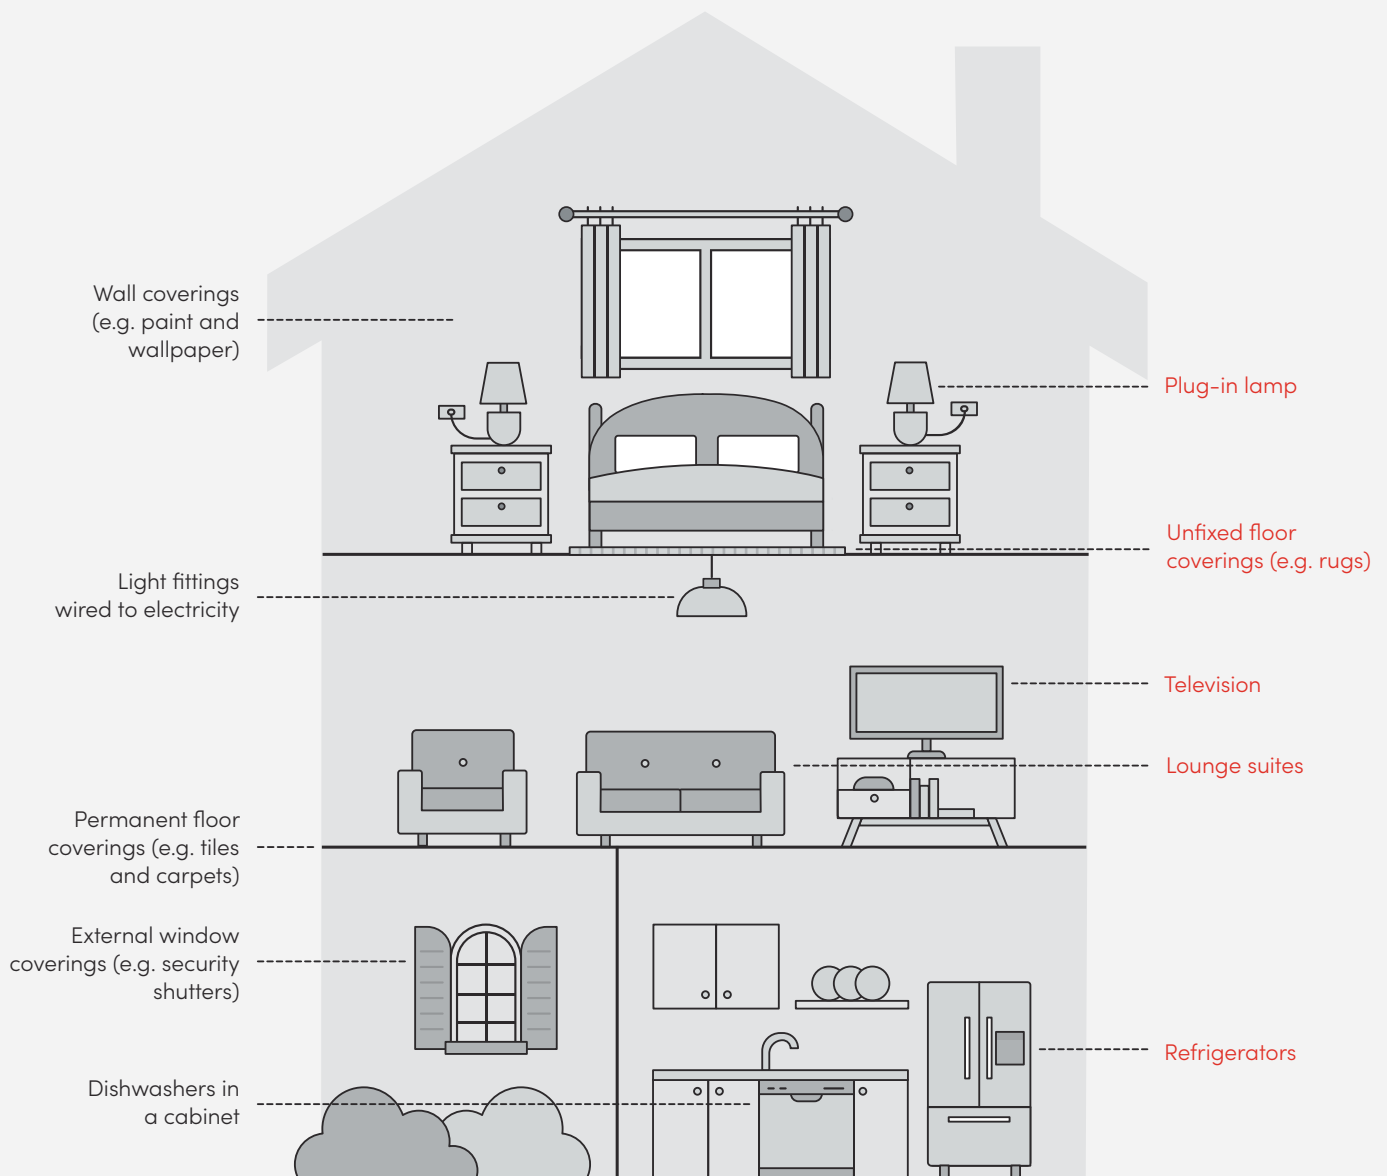 Wall coverings
(e.g. paint and
wallpaper)
Plug-in lamp
Unfixed floor
coverings (e.g. rugs)
Light fittings
wired to electricity
Television
Lounge suites
Permanent floor
coverings (e.g. tiles
and carpets)
External window
coverings (e.g. security
shutters)
Refrigerators
Dishwashers in
a cabinet